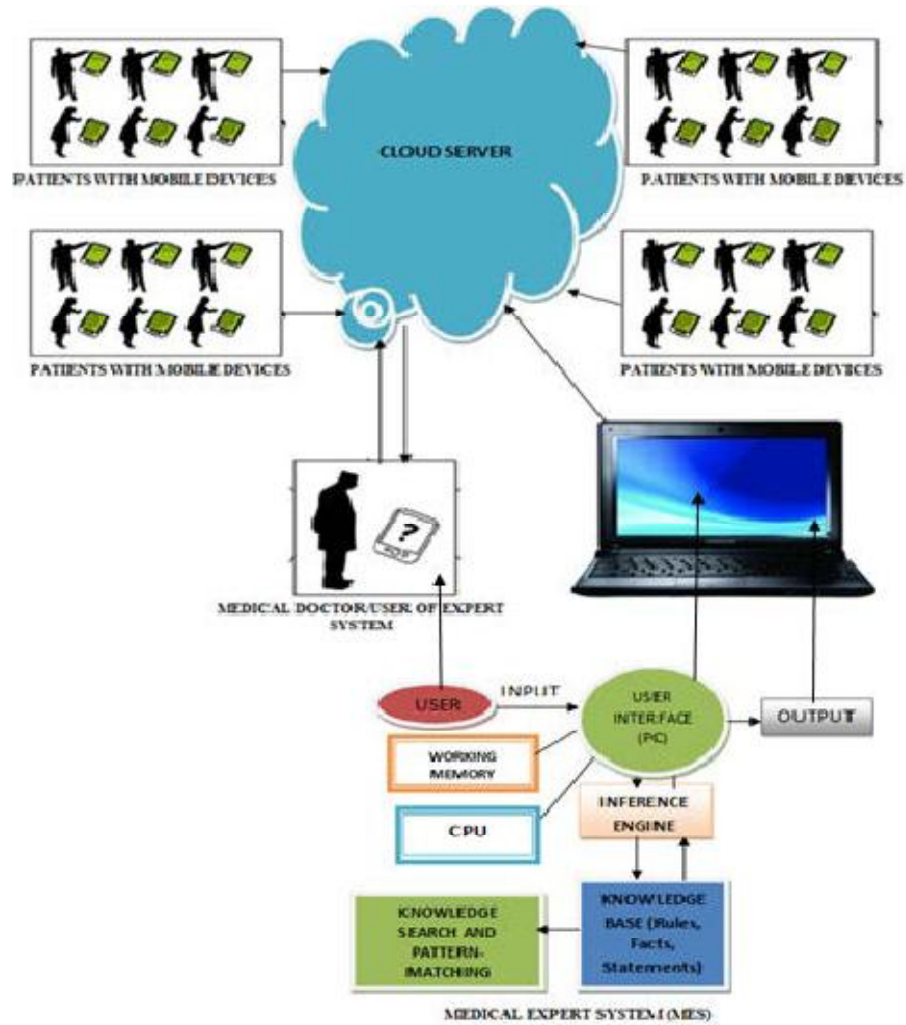 CLOUD SERVER
PATIENTS WITH MOBILE DEVICES
PATIENTS WITH MOBILE DEVICES
PATIENTS WITH MOBILE DEVICES
PATIENTS WITH MOBILE DEVICES
?
MEDICAL DOCTOR/USER OF EXPERT
SYSTEM
USER
INPUT
USER
INTERFACE
(PC)
OUTPUT
WORKING
MEMORY
CPU
INFERENCE
ENGINE
KNOWLEDGE
SEARCH AND
PATTERN-
MATCHING
KNOWLEDGE
BASE (Rules,
Facts,
Statements)
MEDICAL EXPERT SYSTEM (MES)